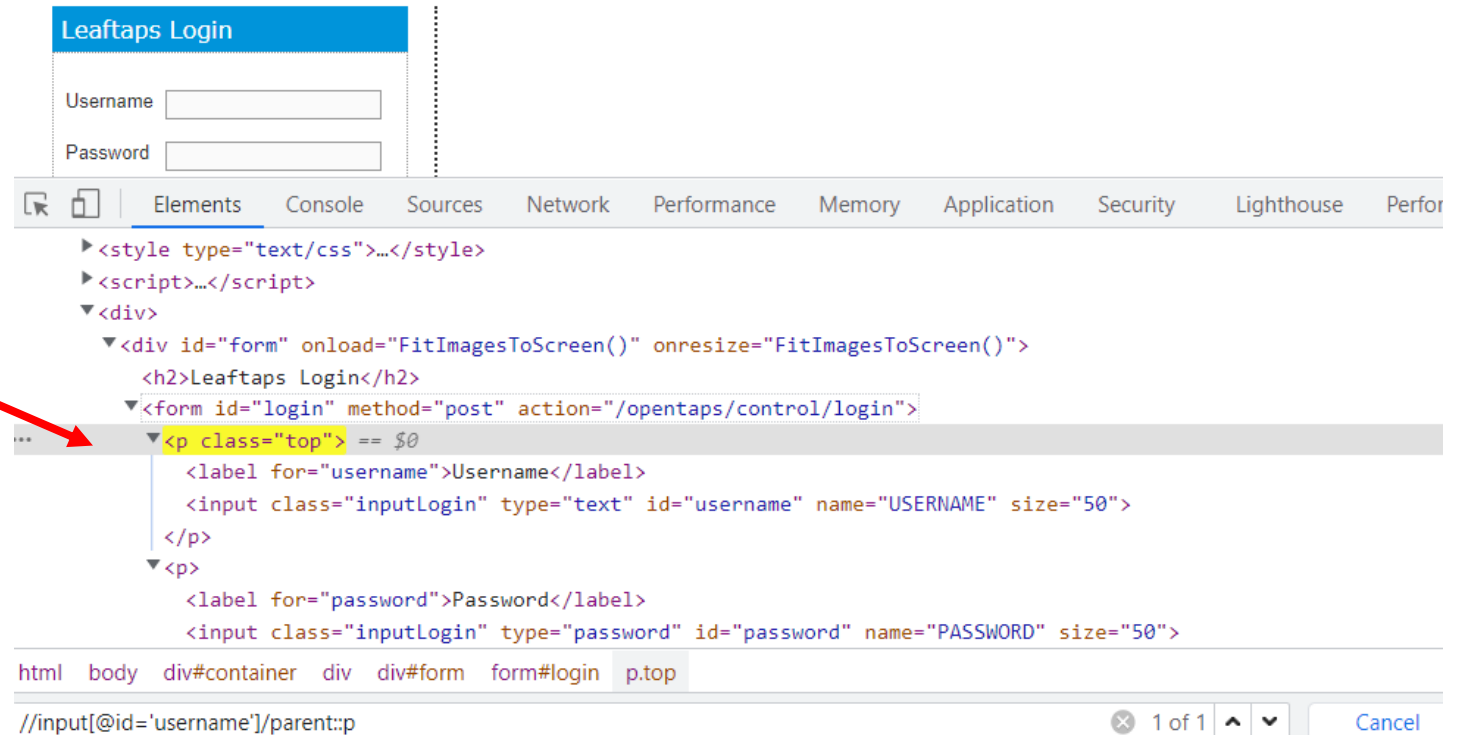 Leaftaps Login
Username
Password
Elements Console Sources Network Performance Memory Application Security Lighthouse Perfor
<style type="text/css">…</style>
<script>…</script>
<div>
<div id="form" onload="FitImagesToScreen()" onresize="FitImagesToScreen()">
<h2>Leaftaps Login</h2>
<form id="login" method="post" action="/opentaps/control/login">
… <p class="top"> == $0
<label for="username">Username</label>
<input class="inputLogin" type="text" id="username" name="USERNAME" size="50">
</p>
<p>
<label for="password">Password</label>
<input class="inputLogin" type="password" id="password" name="PASSWORD" size="50">
html body div#container div div#form form#login p.top
//input[@id='username']/parent::p 1 of 1 Cancel